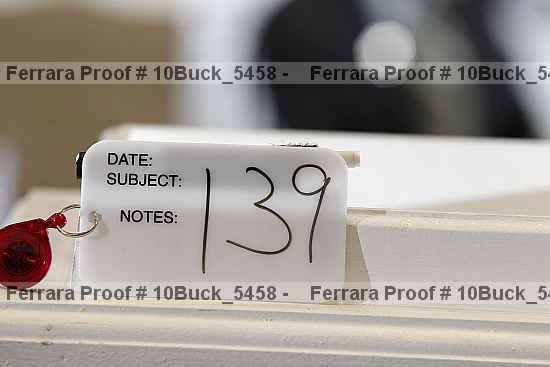 Ferrara Proof # 10Buck_5458 - Ferrara Proof # 10Buck_54
DATE:
SUBJECT:
139
NOTES:
Ferrara Proof # 10Buck_5458 - Ferrara Proof # 10Buck_54